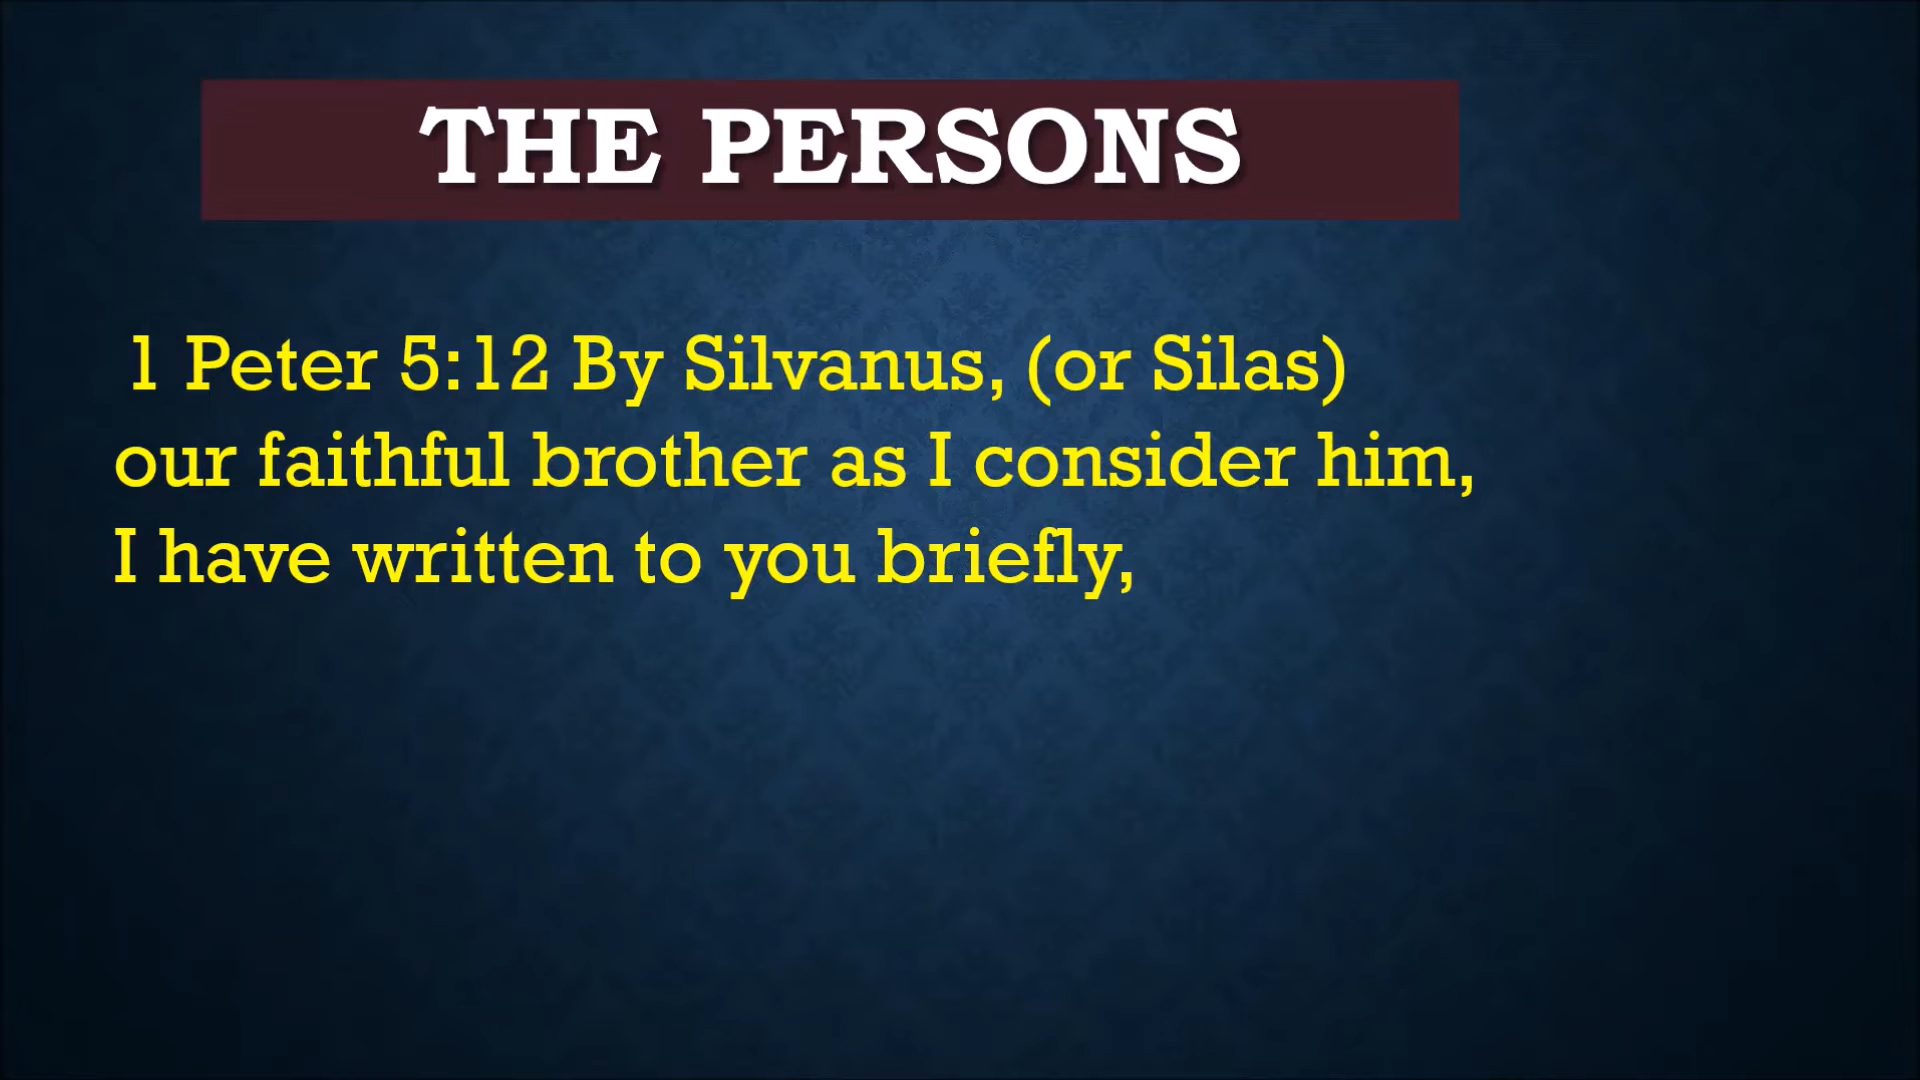 THE PERSONS
1 Peter 5:12 By Silvanus, (or Silas)
our faithful brother as I consider him,
I have written to you briefly,